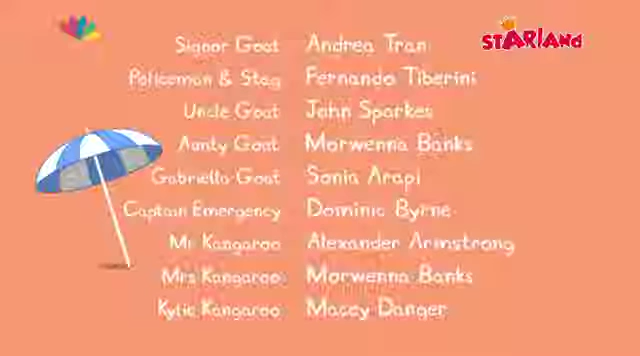 STARLAND
Signor Goat Andrea Tran
Policeman & Stag Fernando Tiberini
Uncle Goat John Sparkes
Aunty Goat Morwenna Banks
Gabriella Goat Sonia Arapi
Captain Emergency Dominic Byrne
Mr Kangaroo Alexander Armstrong
Mrs Kangaroo Morwenna Banks
Kylie Kangaroo Macey Danger